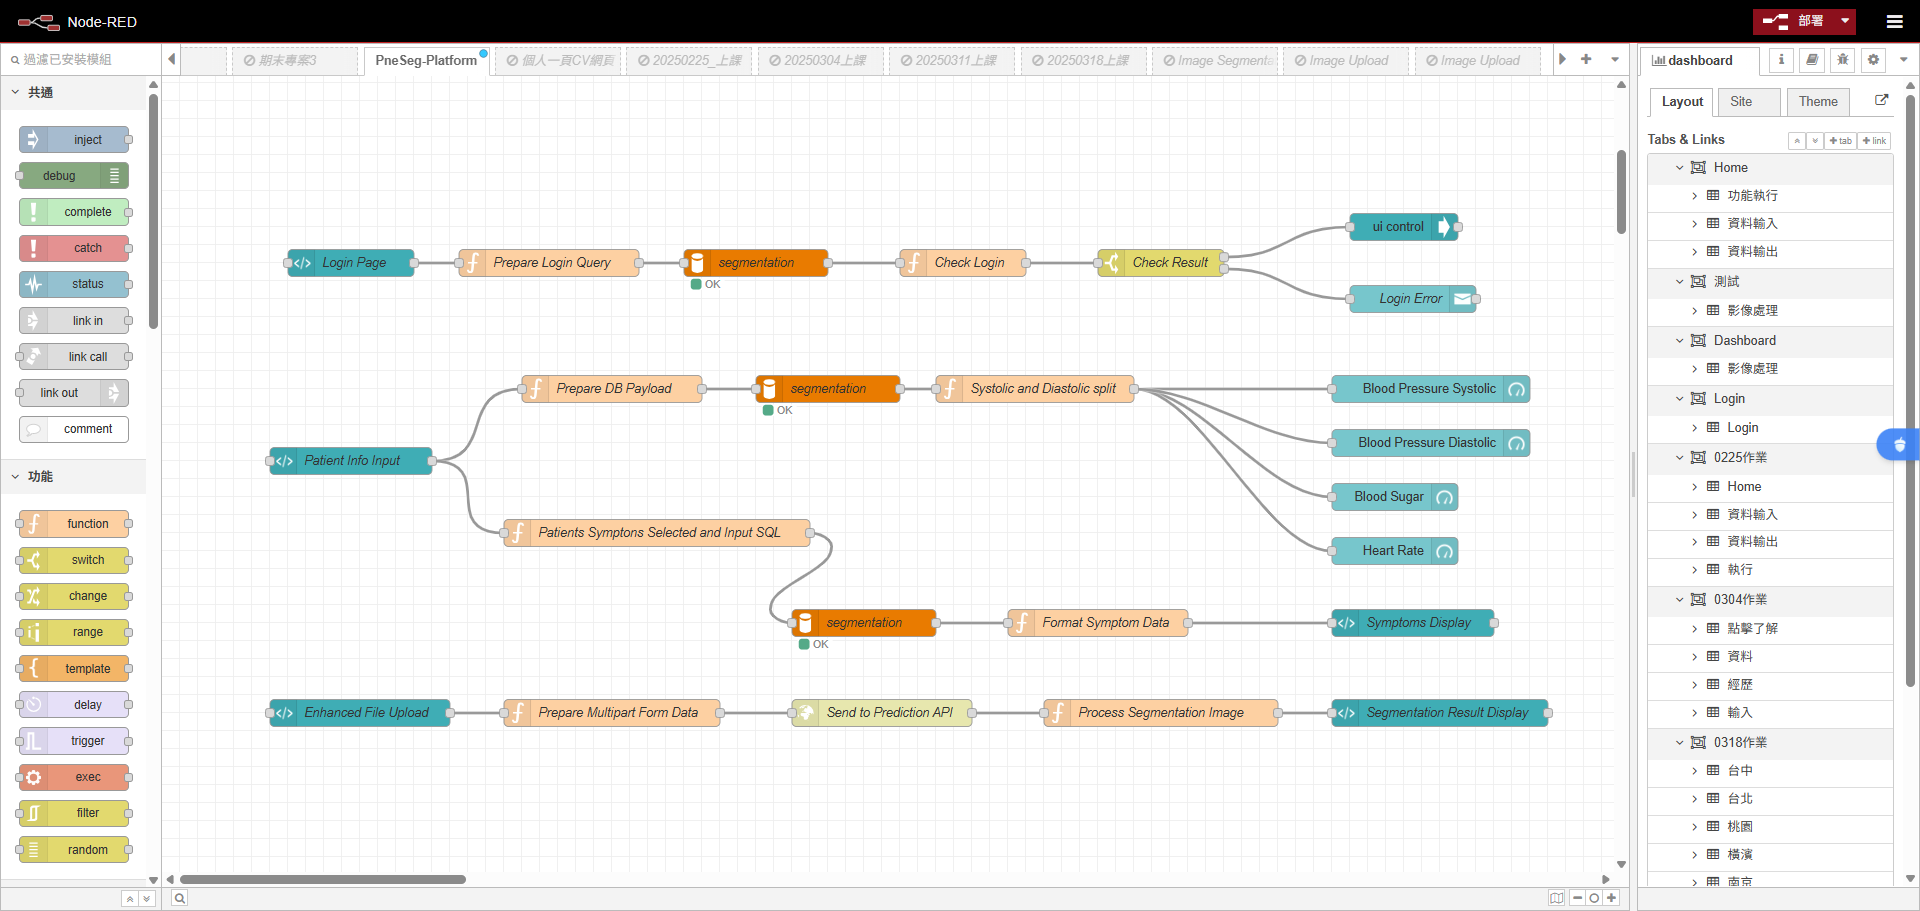 Node-RED
部署
過濾已安裝模組
期末專案3
PneSeg-Platform
個人一頁CV網頁
20250225_上課
20250304上課
20250311上課
20250318上課
Image Segmenta
Image Upload
Image Upload
dashboard
共通
inject
debug
complete
catch
status
link in
link call
link out
comment
功能
function
switch
change
range
template
delay
trigger
exec
filter
random
Login Page
Prepare Login Query
segmentation
OK
Check Login
Check Result
ui control
Login Error
Patient Info Input
Prepare DB Payload
segmentation
OK
Systolic and Diastolic split
Blood Pressure Systolic
Blood Pressure Diastolic
Blood Sugar
Heart Rate
Patients Symptons Selected and Input SQL
segmentation
OK
Format Symptom Data
Symptoms Display
Enhanced File Upload
Prepare Multipart Form Data
Send to Prediction API
Process Segmentation Image
Segmentation Result Display
Layout
Site
Theme
Tabs & Links
tab
link
Home
功能執行
資料輸入
資料輸出
測試
影像處理
Dashboard
影像處理
Login
Login
0225作業
Home
資料輸入
資料輸出
執行
0304作業
點擊了解
資料
經歷
輸入
0318作業
台中
台北
桃園
橫濱
南京